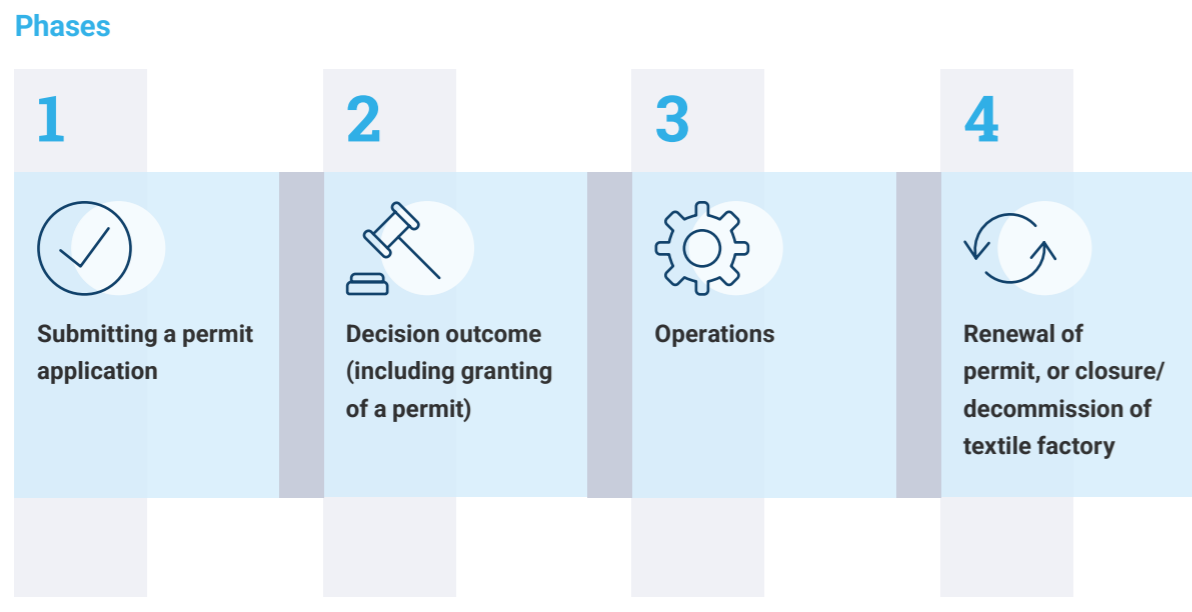 Phases
1
2
3
4
Submitting a permit
application
Decision outcome
(including granting
of a permit)
Operations
Renewal of
permit, or closure/
decommission of
textile factory